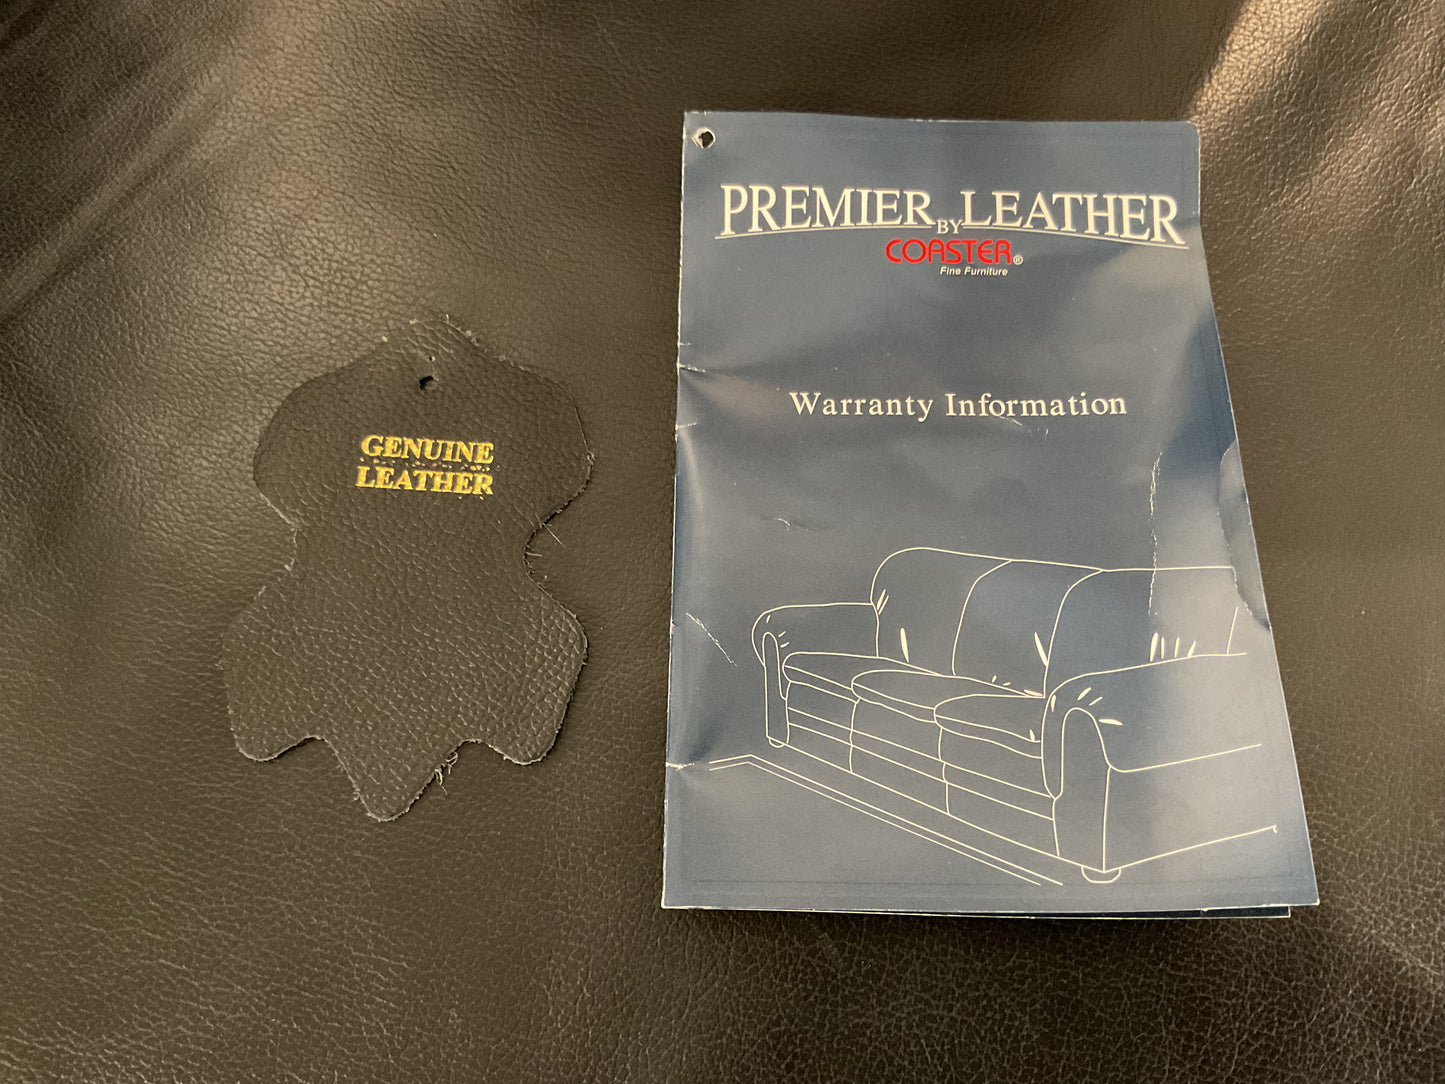 GENUINE
LEATHER
PREMIER BY LEATHER
COASTER®
Fine Furniture
Warranty Information